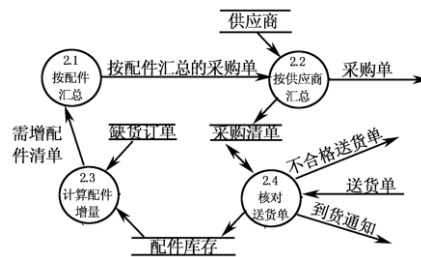 供应商
2.1
按配件
汇总
按配件汇总的采购单
2.2
按供应商
汇总
采购单
需增配
件清单
缺货订单
采购清单
不合格送货单
2.3
计算配件
增量
2.4
核对
送货单
送货单
到货通知
配件库存